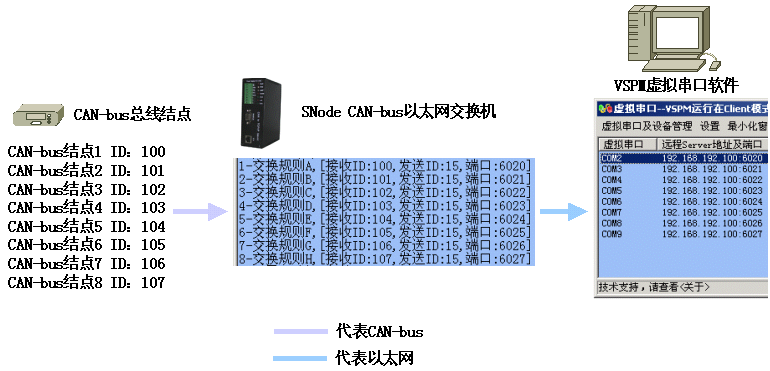 CAN-bus总线结点
CAN-bus结点1 ID: 100
CAN-bus结点2 ID: 101
CAN-bus结点3 ID: 102
CAN-bus结点4 ID: 103
CAN-bus结点5 ID: 104
CAN-bus结点6 ID: 105
CAN-bus结点7 ID: 106
CAN-bus结点8 ID: 107
SNode CAN-bus以太网交换机
1-交换规则A,[接收ID:100,发送ID:15,端口:6020]
2-交换规则B,[接收ID:101,发送ID:15,端口:6021]
3-交换规则C,[接收ID:102,发送ID:15,端口:6022]
4-交换规则D,[接收ID:103,发送ID:15,端口:6023]
5-交换规则E,[接收ID:104,发送ID:15,端口:6024]
6-交换规则F,[接收ID:105,发送ID:15,端口:6025]
7-交换规则G,[接收ID:106,发送ID:15,端口:6026]
8-交换规则H,[接收ID:107,发送ID:15,端口:6027]
VSPM虚拟串口软件
虚拟串口--VSPM运行在Client模式
虚拟串口及设备管理 设置 最小化窗
虚拟串口 远程Server地址及端口
COM2 192.168.192.100:6020
COM3 192.168.192.100:6021
COM4 192.168.192.100:6022
COM5 192.168.192.100:6023
COM6 192.168.192.100:6024
COM7 192.168.192.100:6025
COM8 192.168.192.100:6026
COM9 192.168.192.100:6027
技术支持，请查看<关于>
代表CAN-bus
代表以太网